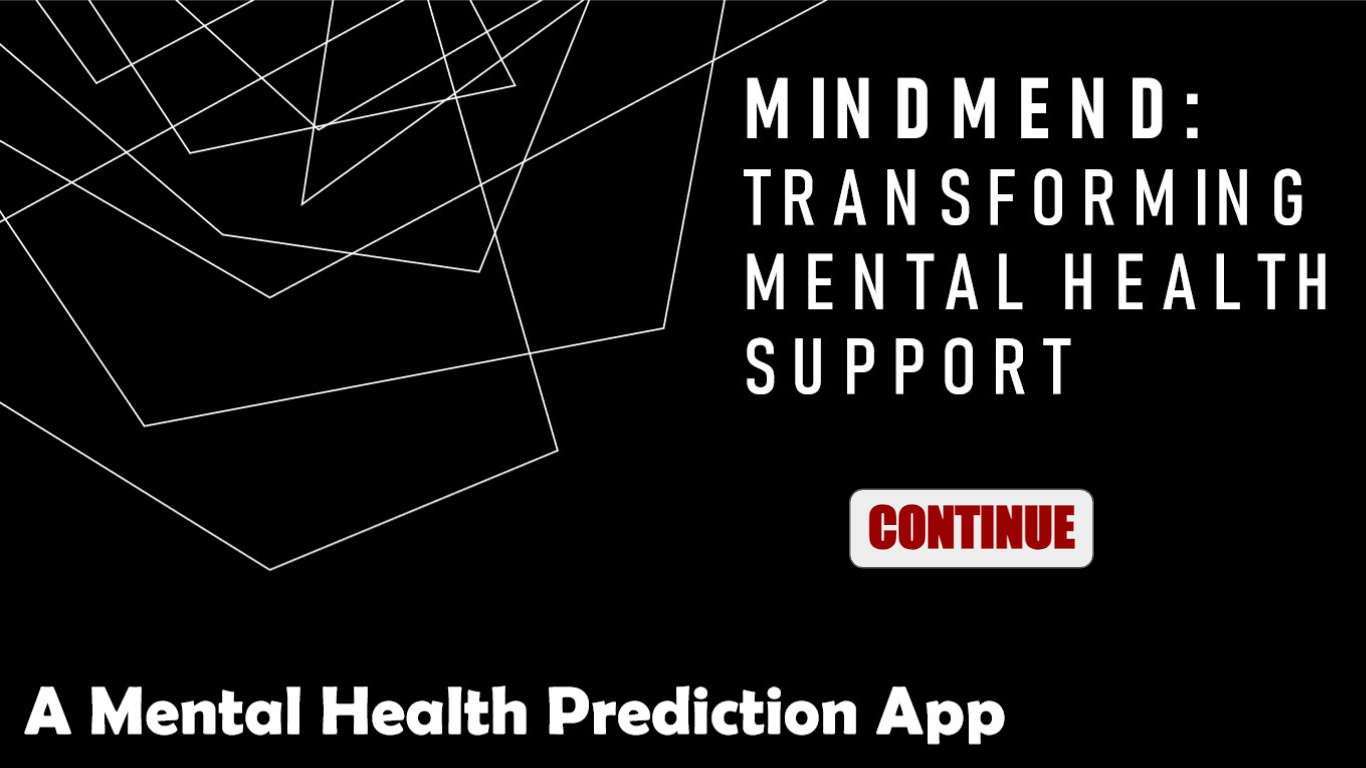 MINDMEND:
TRANSFORMING
MENTAL HEALTH
SUPPORT
CONTINUE
A Mental Health Prediction App